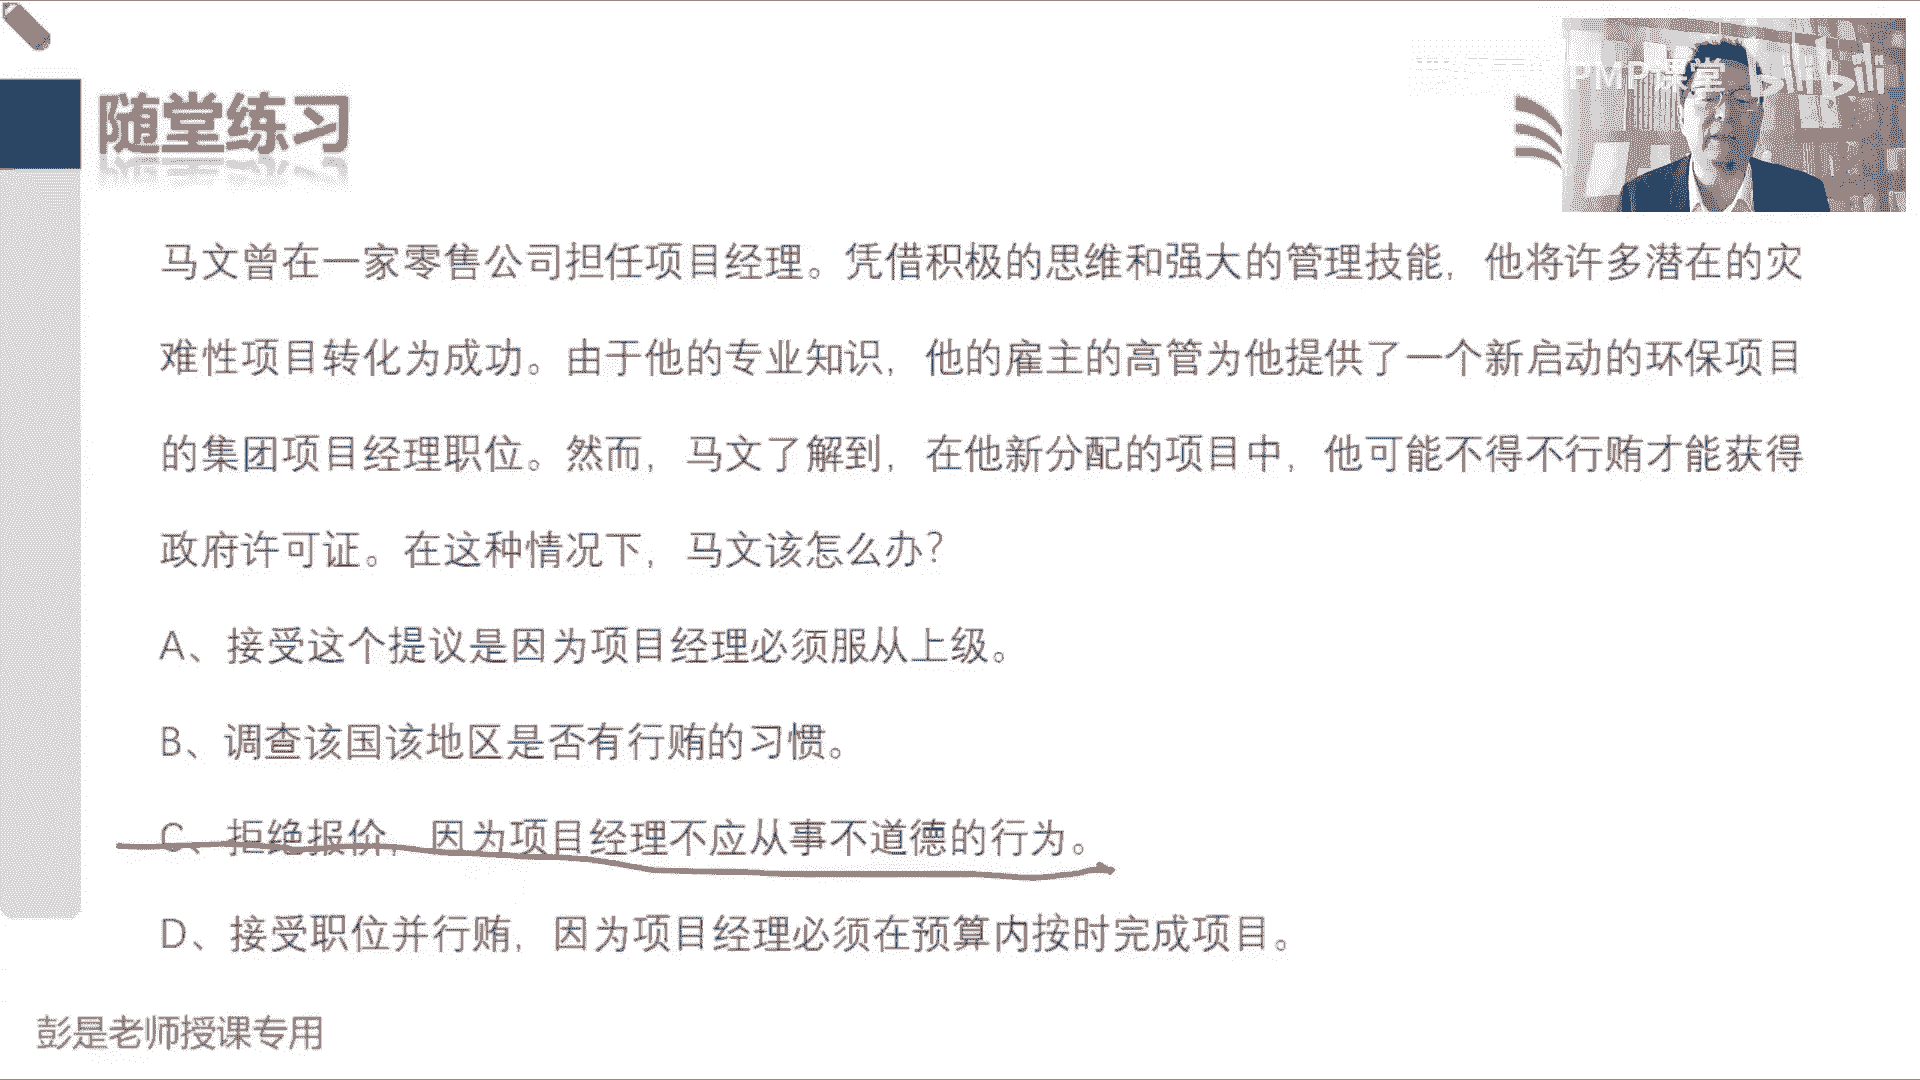 PMP课堂 bilibili
随堂练习
马文曾在一家零售公司担任项目经理。凭借积极的思维和强大的管理技能，他将许多潜在的灾
难性项目转化为成功。由于他的专业知识，他的雇主的高管为他提供了一个新启动的环保项目
的集团项目经理职位。然而，马文了解到，在他新分配的项目中，他可能不得不行贿才能获得
政府许可证。在这种情况下，马文该怎么办？
A、接受这个提议是因为项目经理必须服从上级。
B、调查该国该地区是否有行贿的习惯。
C、拒绝报价，因为项目经理不应从事不道德的行为。
D、接受职位并行贿，因为项目经理必须在预算内按时完成项目。
彭是老师授课专用